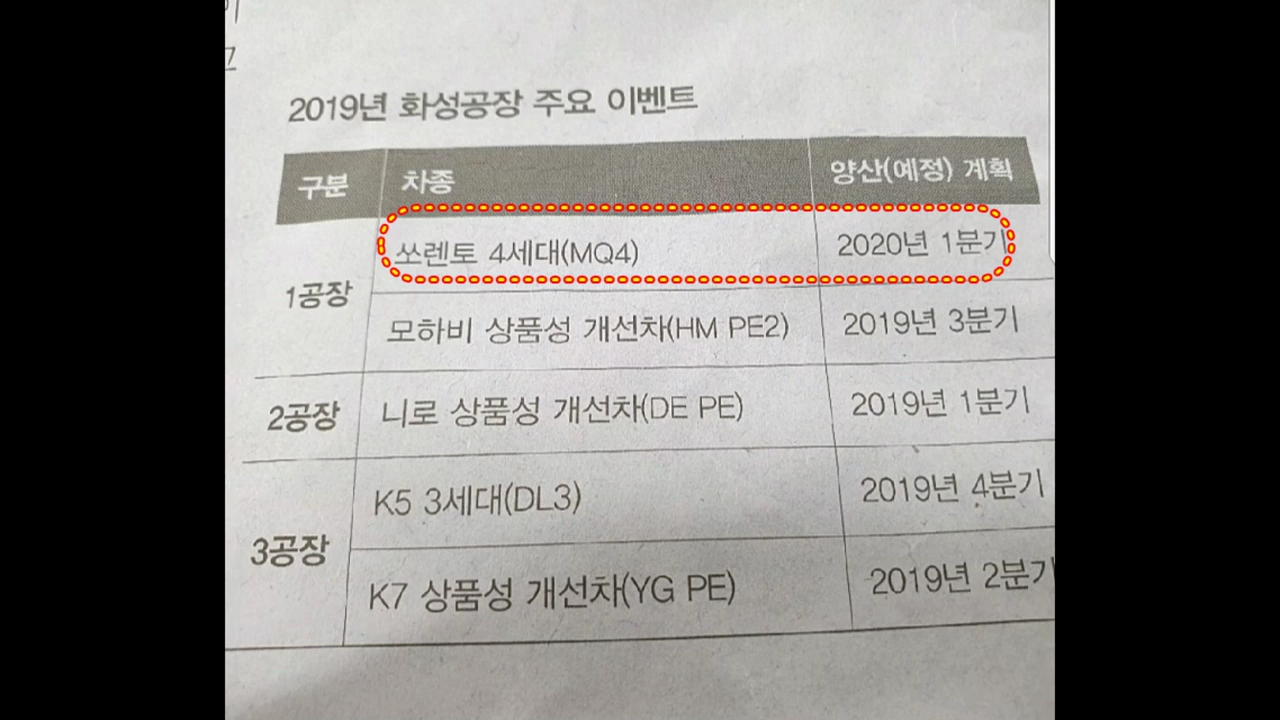 2019년 화성공장 주요 이벤트
구분 차종 양산(예정) 계획
1공장 쏘렌토 4세대(MQ4) 2020년 1분기
모하비 상품성 개선차(HM PE2) 2019년 3분기
2공장 니로 상품성 개선차(DE PE) 2019년 1분기
3공장 K5 3세대(DL3) 2019년 4분기
K7 상품성 개선차(YG PE) 2019년 2분기